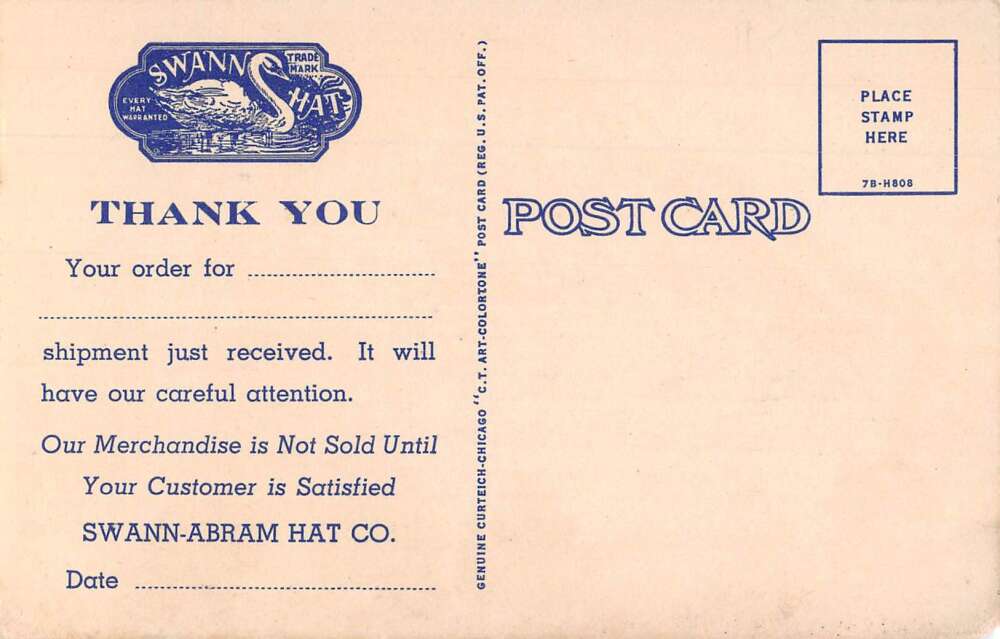 SWANN
HAT
TRADE
MARK
EVERY
HAT
WARRANTED
THANK YOU
Your order for
shipment just received. It will
have our careful attention.
Our Merchandise is Not Sold Until
Your Customer is Satisfied
SWANN-ABRAM HAT CO.
Date
GENUINE CURTEICH-CHICAGO "C.T. ART-COLORTONE" POST CARD (REG. U.S. PAT. OFF.)
POST CARD
PLACE
STAMP
HERE
7B-H808